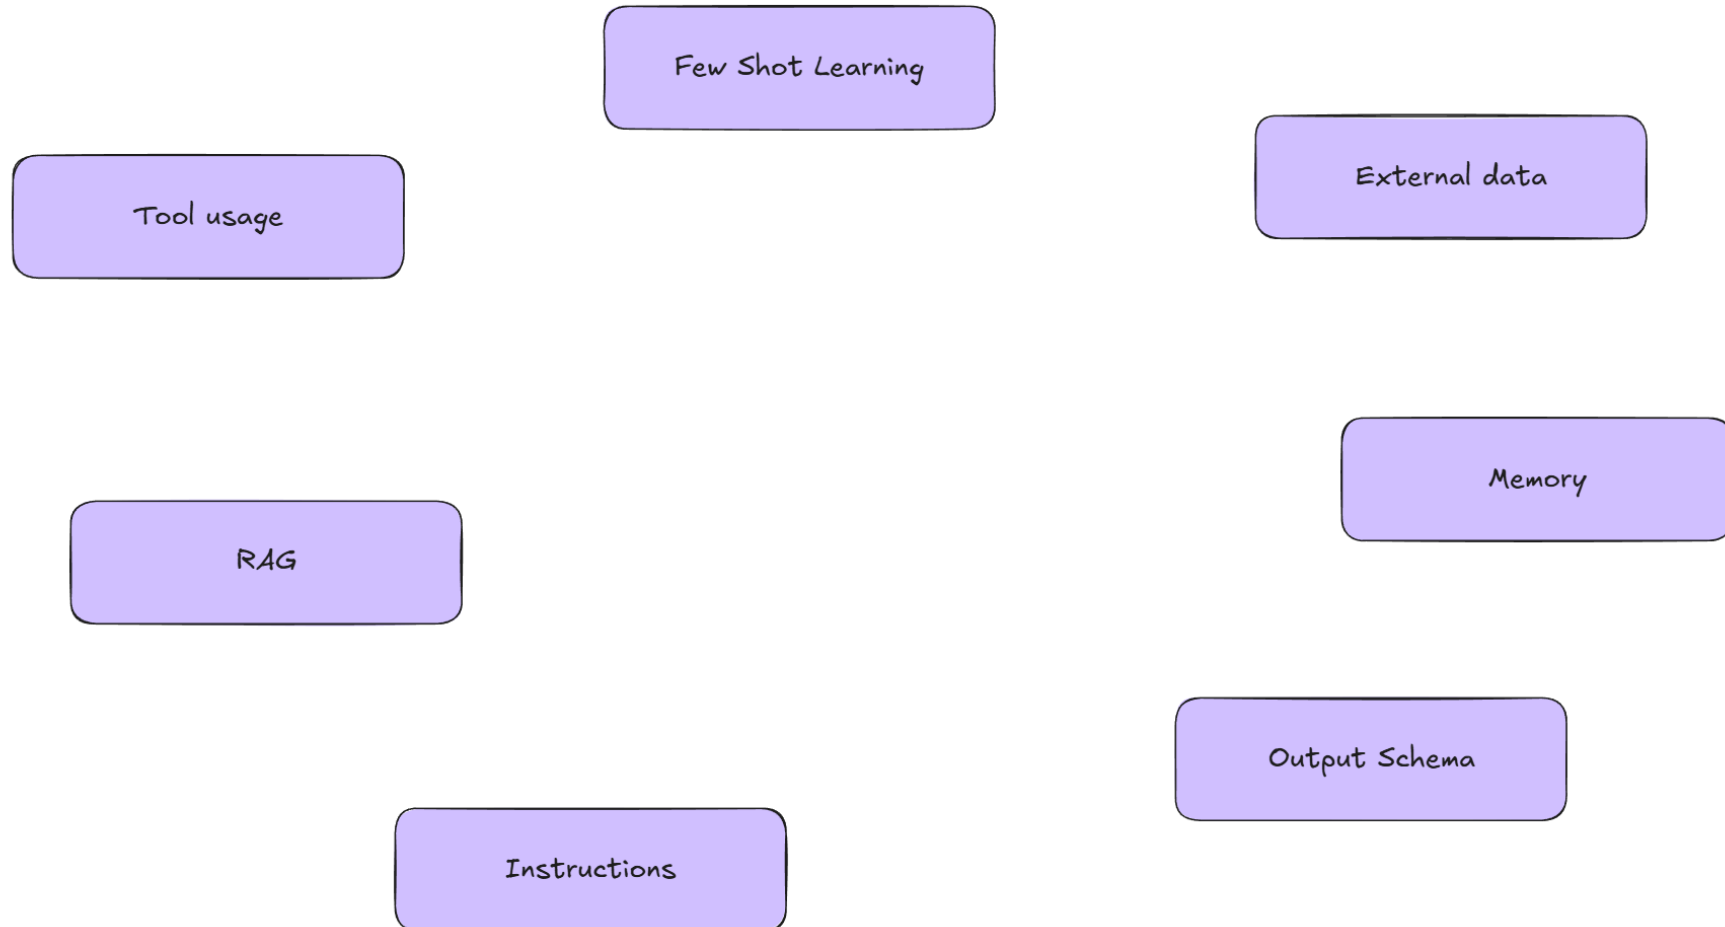 Few Shot Learning
External data
Tool usage
Memory
RAG
Output Schema
Instructions